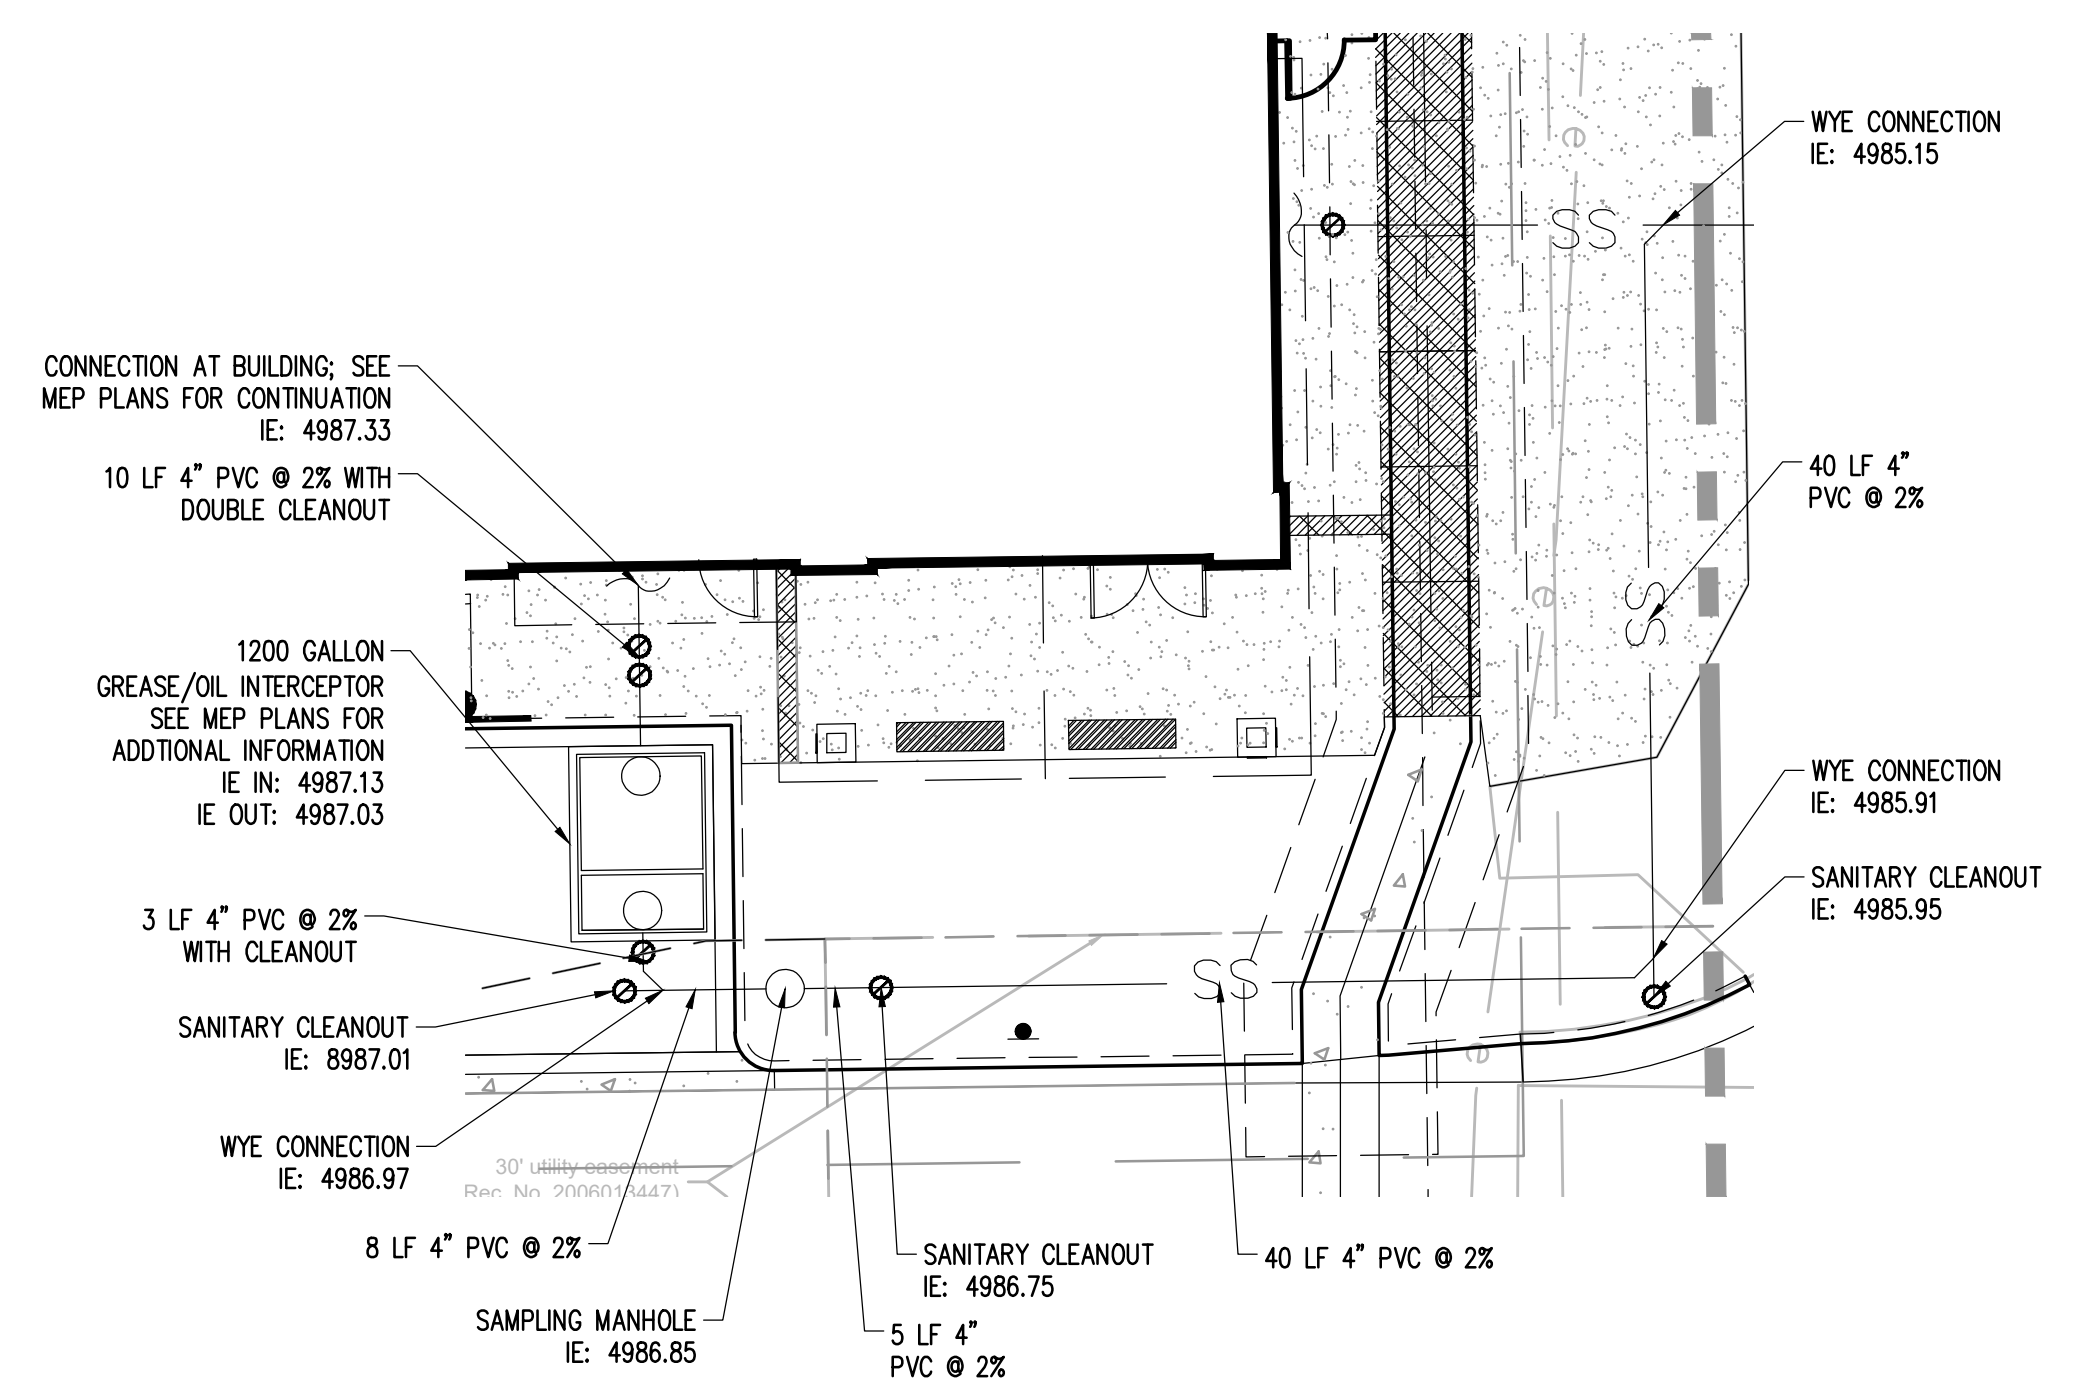 WYE CONNECTION
IE: 4985.15
e
SS
CONNECTION AT BUILDING; SEE
MEP PLANS FOR CONTINUATION
IE: 4987.33
10 LF 4" PVC @ 2% WITH
DOUBLE CLEANOUT
40 LF 4"
PVC @ 2%
e
SS
1200 GALLON
GREASE/OIL INTERCEPTOR
SEE MEP PLANS FOR
ADDTIONAL INFORMATION
IE IN: 4987.13
IE OUT: 4987.03
WYE CONNECTION
IE: 4985.91
SANITARY CLEANOUT
IE: 4985.95
3 LF 4" PVC @ 2%
WITH CLEANOUT
SS
SANITARY CLEANOUT
IE: 8987.01
e
WYE CONNECTION
IE: 4986.97
30' utility easement
Rec. No. 2006013447)
8 LF 4" PVC @ 2%
SANITARY CLEANOUT
IE: 4986.75
40 LF 4" PVC @ 2%
SAMPLING MANHOLE
IE: 4986.85
5 LF 4"
PVC @ 2%